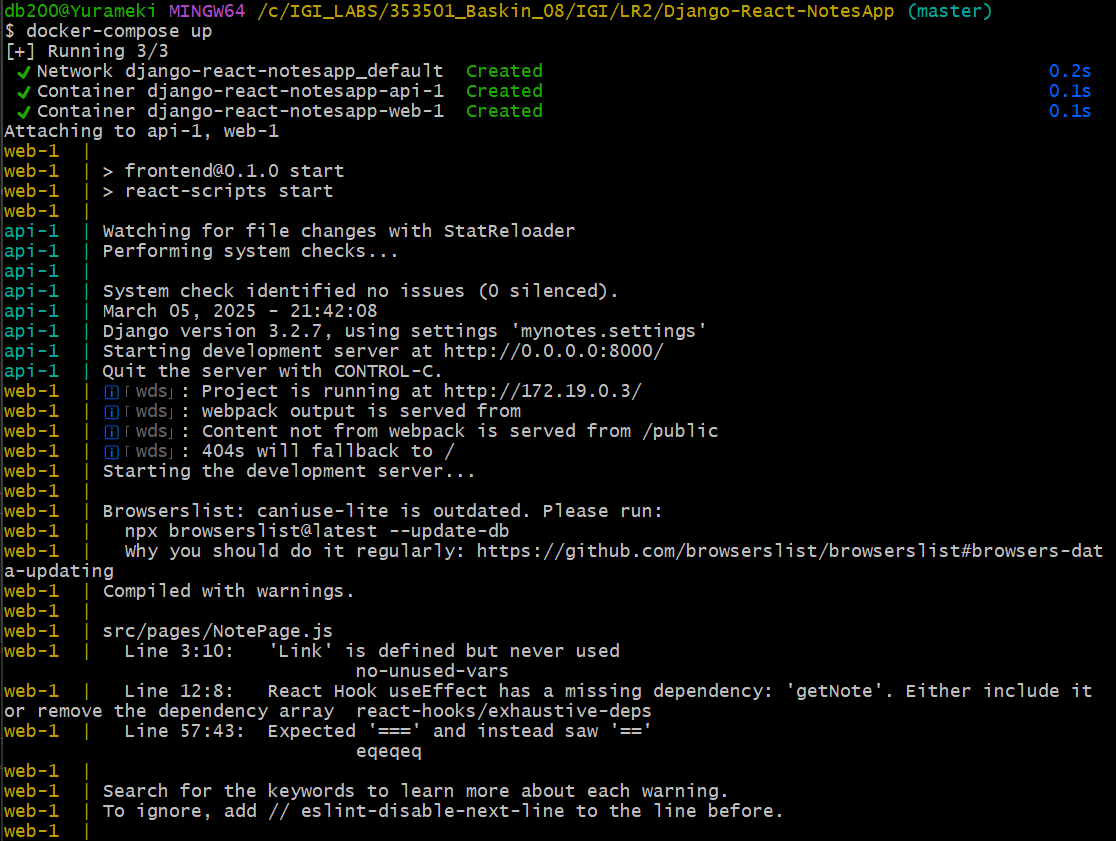 db200@Yurameki MINGW64 /c/IGI_LABS/353501_Baskin_08/IGI/LR2/Django-React-NotesApp (master)
$ docker-compose up
[+] Running 3/3
✔ Network django-react-notesapp_default  Created  0.2s
✔ Container django-react-notesapp-api-1  Created  0.1s
✔ Container django-react-notesapp-web-1  Created  0.1s
Attaching to api-1, web-1
web-1  |
web-1  | > frontend@0.1.0 start
web-1  | > react-scripts start
web-1  |
api-1  | Watching for file changes with StatReloader
api-1  | Performing system checks...
api-1  |
api-1  | System check identified no issues (0 silenced).
api-1  | March 05, 2025 - 21:42:08
api-1  | Django version 3.2.7, using settings 'mynotes.settings'
api-1  | Starting development server at http://0.0.0.0:8000/
api-1  | Quit the server with CONTROL-C.
web-1  | ℹ 「wds」: Project is running at http://172.19.0.3/
web-1  | ℹ 「wds」: webpack output is served from
web-1  | ℹ 「wds」: Content not from webpack is served from /public
web-1  | ℹ 「wds」: 404s will fallback to /
web-1  | Starting the development server...
web-1  |
web-1  | Browserslist: caniuse-lite is outdated. Please run:
web-1  |   npx browserslist@latest --update-db
web-1  |   Why you should do it regularly: https://github.com/browserslist/browserslist#browsers-dat
a-updating
web-1  | Compiled with warnings.
web-1  |
web-1  | src/pages/NotePage.js
web-1  |   Line 3:10:   'Link' is defined but never used
no-unused-vars
web-1  |   Line 12:8:   React Hook useEffect has a missing dependency: 'getNote'. Either include it
or remove the dependency array  react-hooks/exhaustive-deps
web-1  |   Line 57:43:  Expected '===' and instead saw '=='
eqeqeq
web-1  |
web-1  | Search for the keywords to learn more about each warning.
web-1  | To ignore, add // eslint-disable-next-line to the line before.
web-1  |